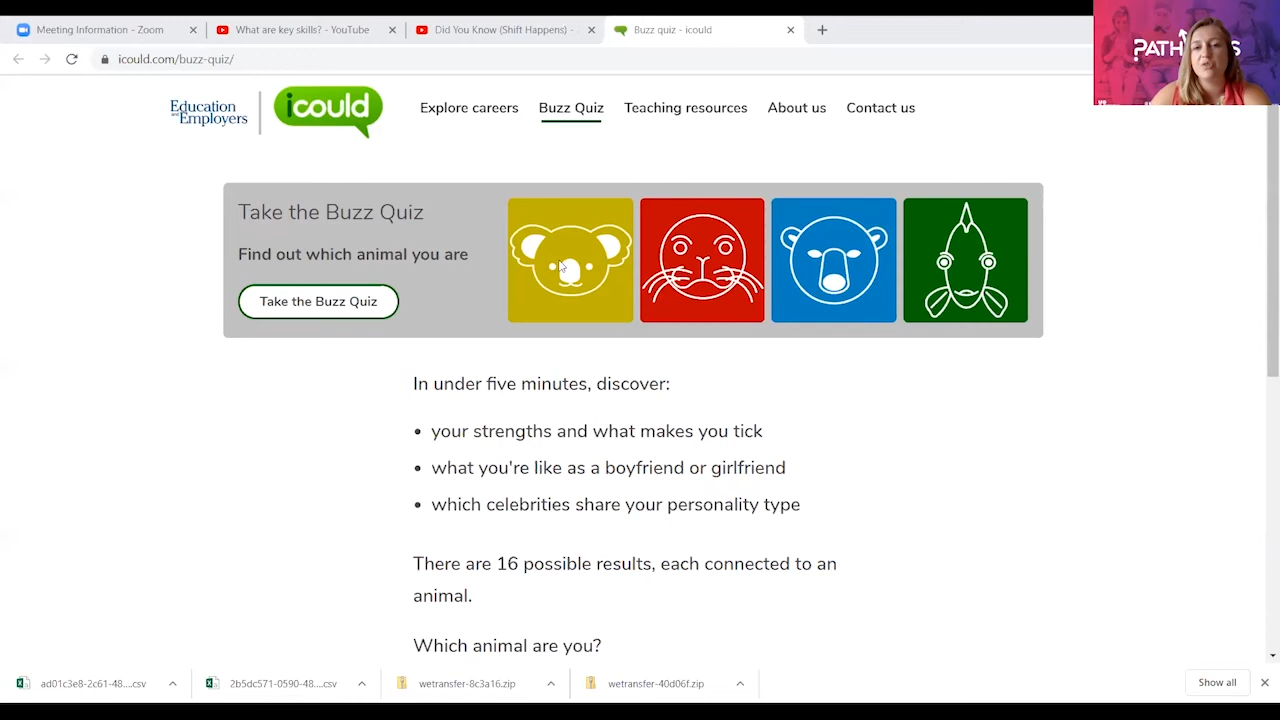 Meeting Information - Zoom
What are key skills? - YouTube
Did You Know (Shift Happens) -
Buzz quiz - icould
icould.com/buzz-quiz/
Education and Employers
icould
Explore careers
Buzz Quiz
Teaching resources
About us
Contact us
Take the Buzz Quiz
Find out which animal you are
Take the Buzz Quiz
In under five minutes, discover:
• your strengths and what makes you tick
• what you're like as a boyfriend or girlfriend
• which celebrities share your personality type
There are 16 possible results, each connected to an
animal.
Which animal are you?
ad01c3e8-2c61-48....csv
2b5dc571-0590-48....csv
wetransfer-8c3a16.zip
wetransfer-40d06f.zip
Show all